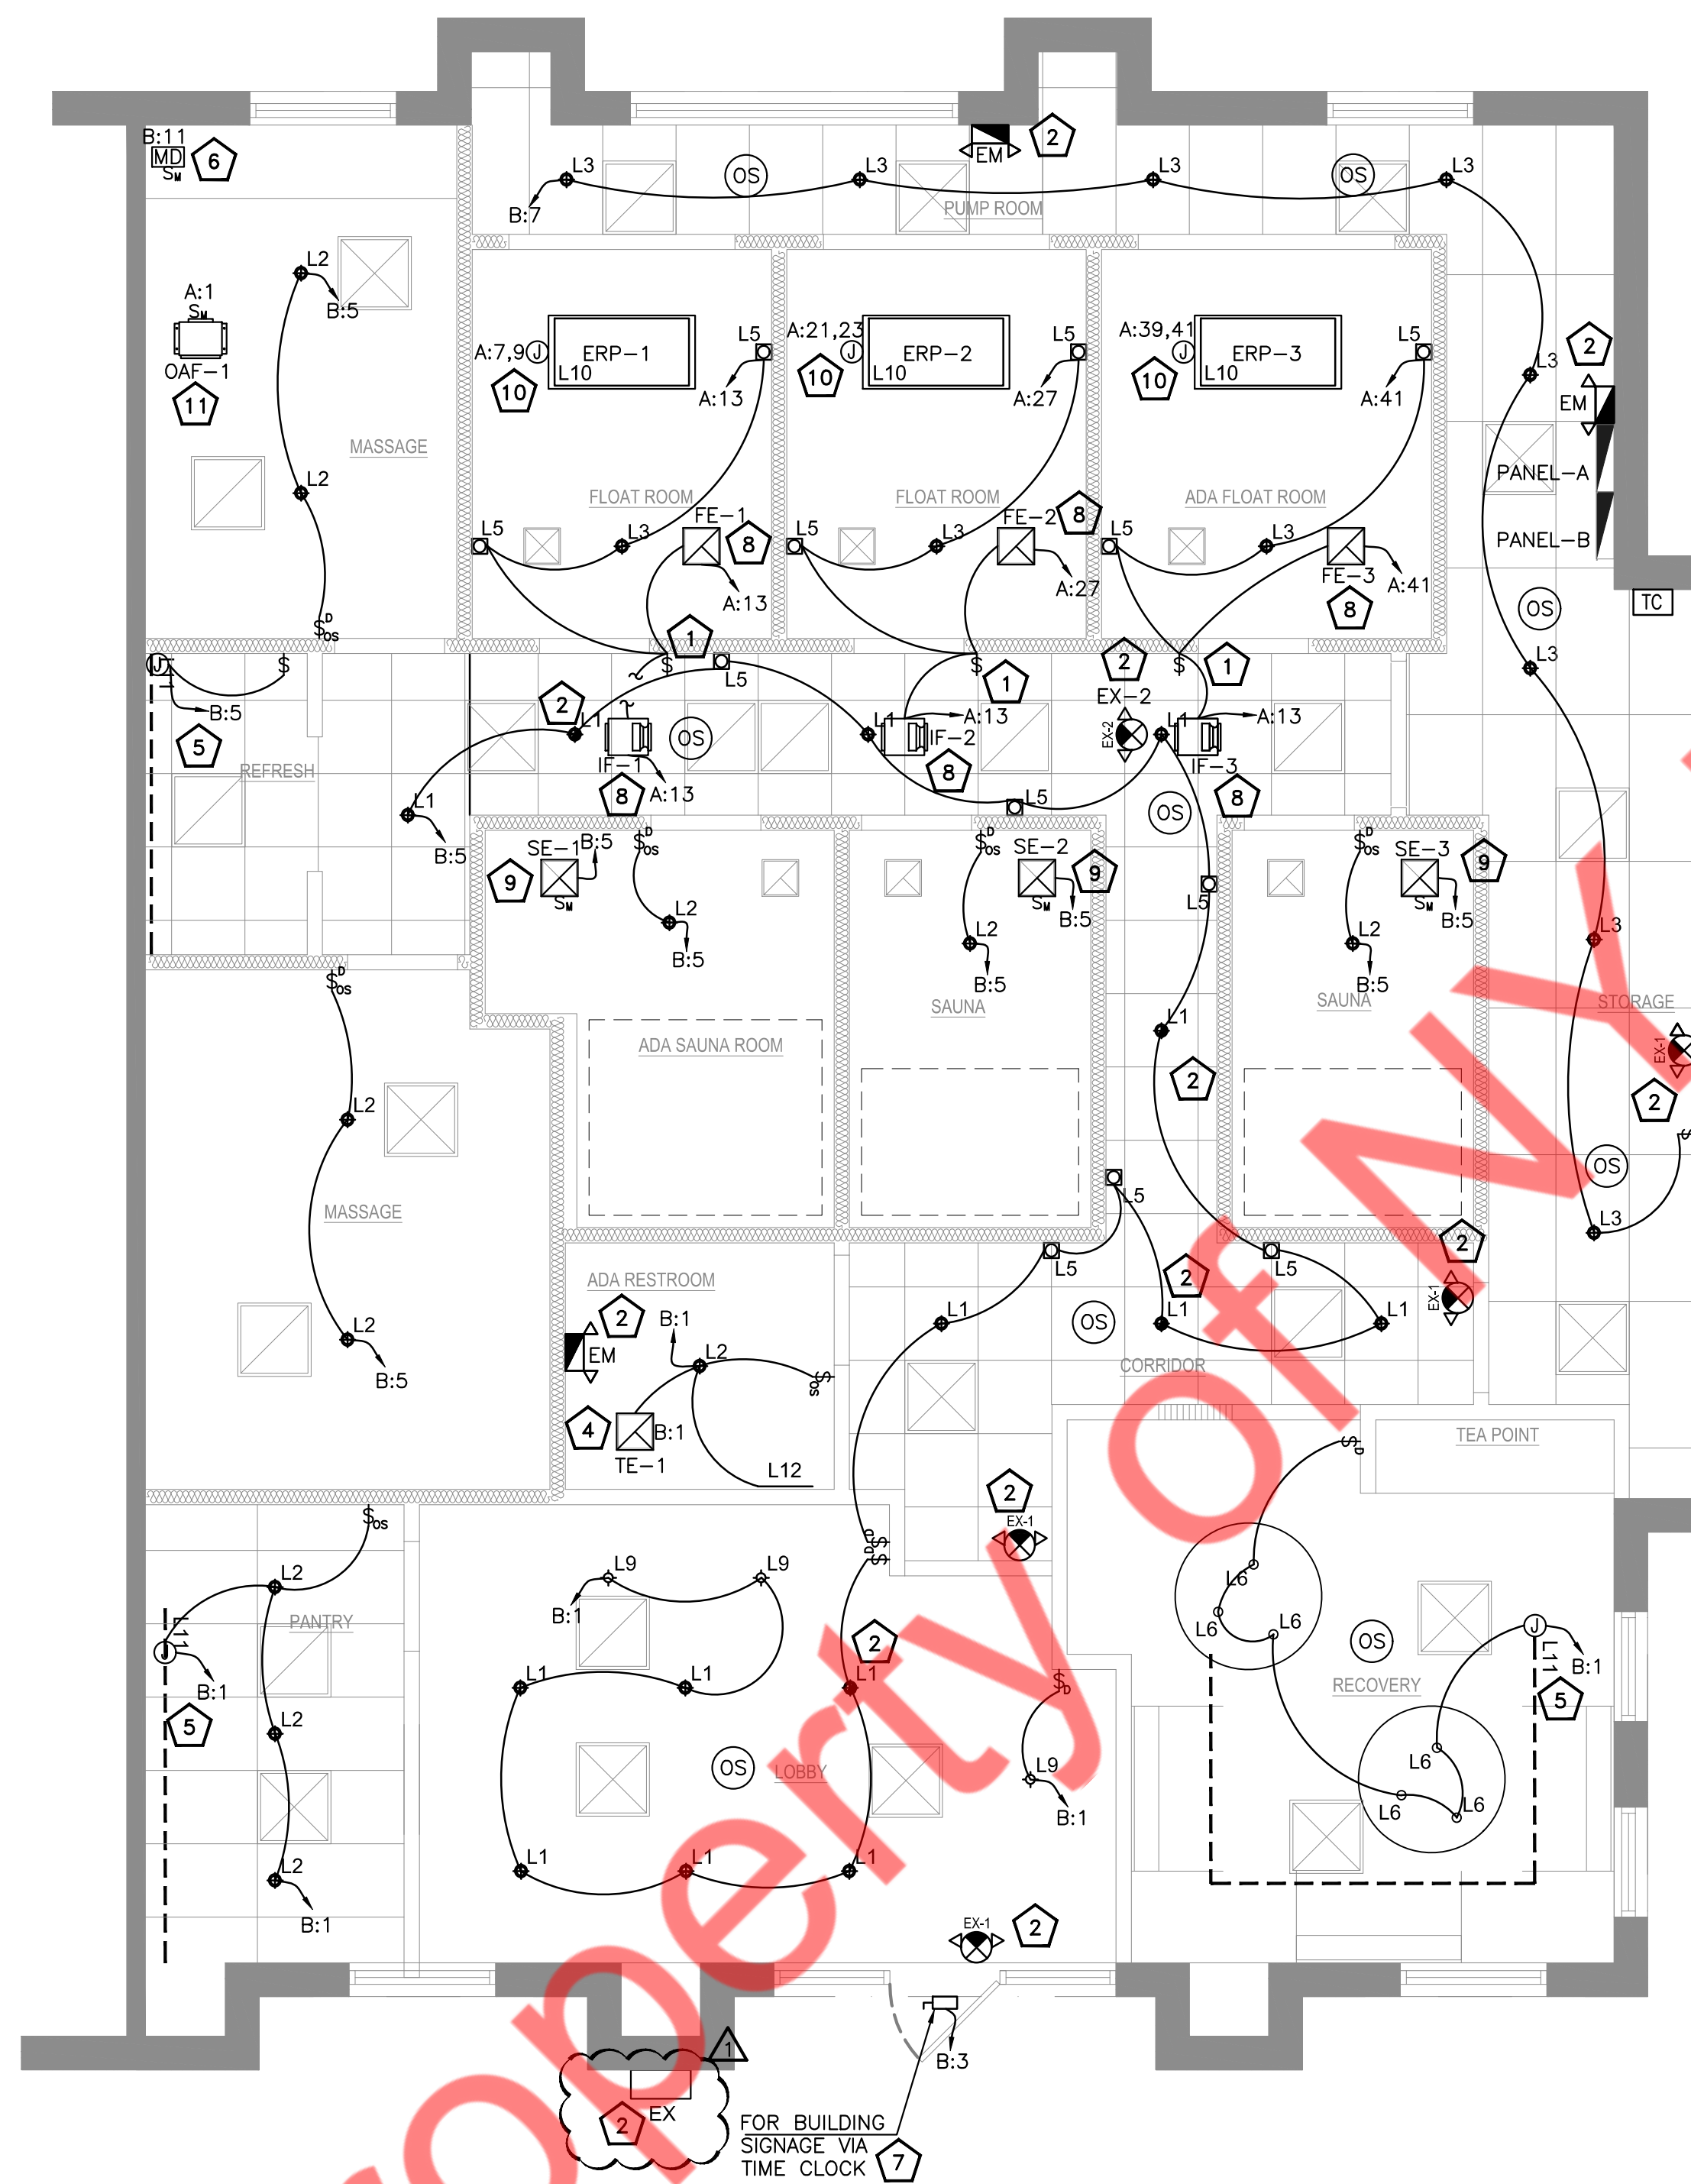 B:11
MD
SM
6
EM
2
L3
OS
L3
L3
OS
L3
B:7
PUMP ROOM
L2
B:5
A:1
SM
OAF-1
11
MASSAGE
L2
$D
OS
A:7,9
J
10
ERP-1
L10
L5
A:13
FLOAT ROOM
L5
L3
FE-1
8
A:13
A:21,23
J
10
ERP-2
L10
L5
A:27
FLOAT ROOM
L5
L3
FE-2
8
A:27
A:39,41
J
10
ERP-3
L10
L5
A:41
ADA FLOAT ROOM
L5
L3
FE-3
8
A:41
2
L3
EM
PANEL-A
PANEL-B
OS
TC
L3
J
L11
$
B:5
5
REFRESH
1
$
L5
2
L1
IF-1
8
A:13
OS
L1
B:5
$
1
L1
A:13
IF-2
8
L5
2
EX-2
EX-2
$
1
L1
A:13
IF-3
8
OS
SE-1
B:5
9
SM
$D
OS
L2
B:5
ADA SAUNA ROOM
$D
OS
SE-2
9
SM
B:5
L2
B:5
SAUNA
L5
L1
2
$D
OS
SE-3
9
SM
B:5
L2
B:5
SAUNA
L3
STORAGE
EX-1
2
$
OS
L3
$D
OS
L2
MASSAGE
L2
B:5
L5
L5
L5
2
L1
L1
L1
OS
2
EX-1
CORRIDOR
ADA RESTROOM
2
EM
B:1
L2
$OS
4
B:1
TE-1
L12
TEA POINT
$D
2
EX-1
$D
$D
$OS
L2
PANTRY
L11
J
B:1
5
L2
L2
B:1
L9
L9
B:1
L1
L1
2
L1
OS
LOBBY
L1
L1
L1
$D
L9
B:1
EX-1
2
L6
L6
L6
OS
RECOVERY
J
L11
B:1
5
L6
L6
L6
B:3
1
EX
2
FOR BUILDING
SIGNAGE VIA
TIME CLOCK
7
operty of NY